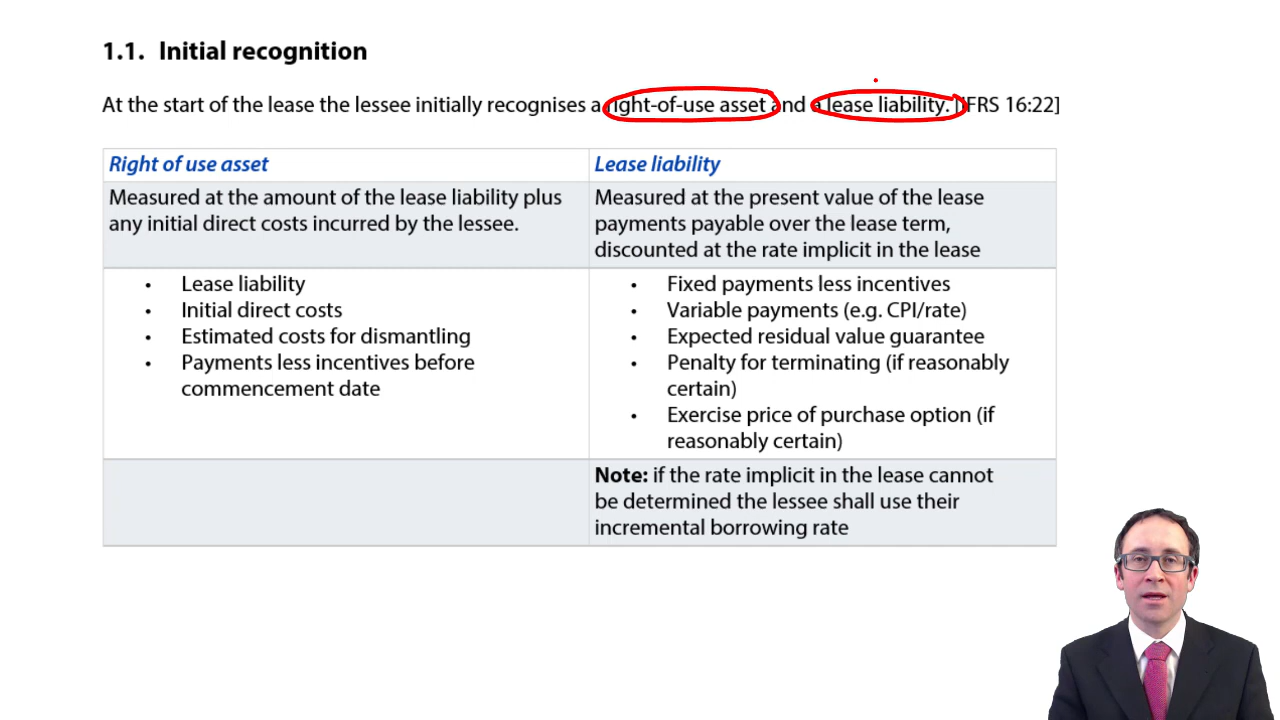 1.1. Initial recognition
At the start of the lease the lessee initially recognises a right-of-use asset and a lease liability. [IFRS 16:22]
Right of use asset
Measured at the amount of the lease liability plus
any initial direct costs incurred by the lessee.
• Lease liability
• Initial direct costs
• Estimated costs for dismantling
• Payments less incentives before
commencement date
Lease liability
Measured at the present value of the lease
payments payable over the lease term,
discounted at the rate implicit in the lease
• Fixed payments less incentives
• Variable payments (e.g. CPI/rate)
• Expected residual value guarantee
• Penalty for terminating (if reasonably
certain)
• Exercise price of purchase option (if
reasonably certain)
Note: if the rate implicit in the lease cannot
be determined the lessee shall use their
incremental borrowing rate